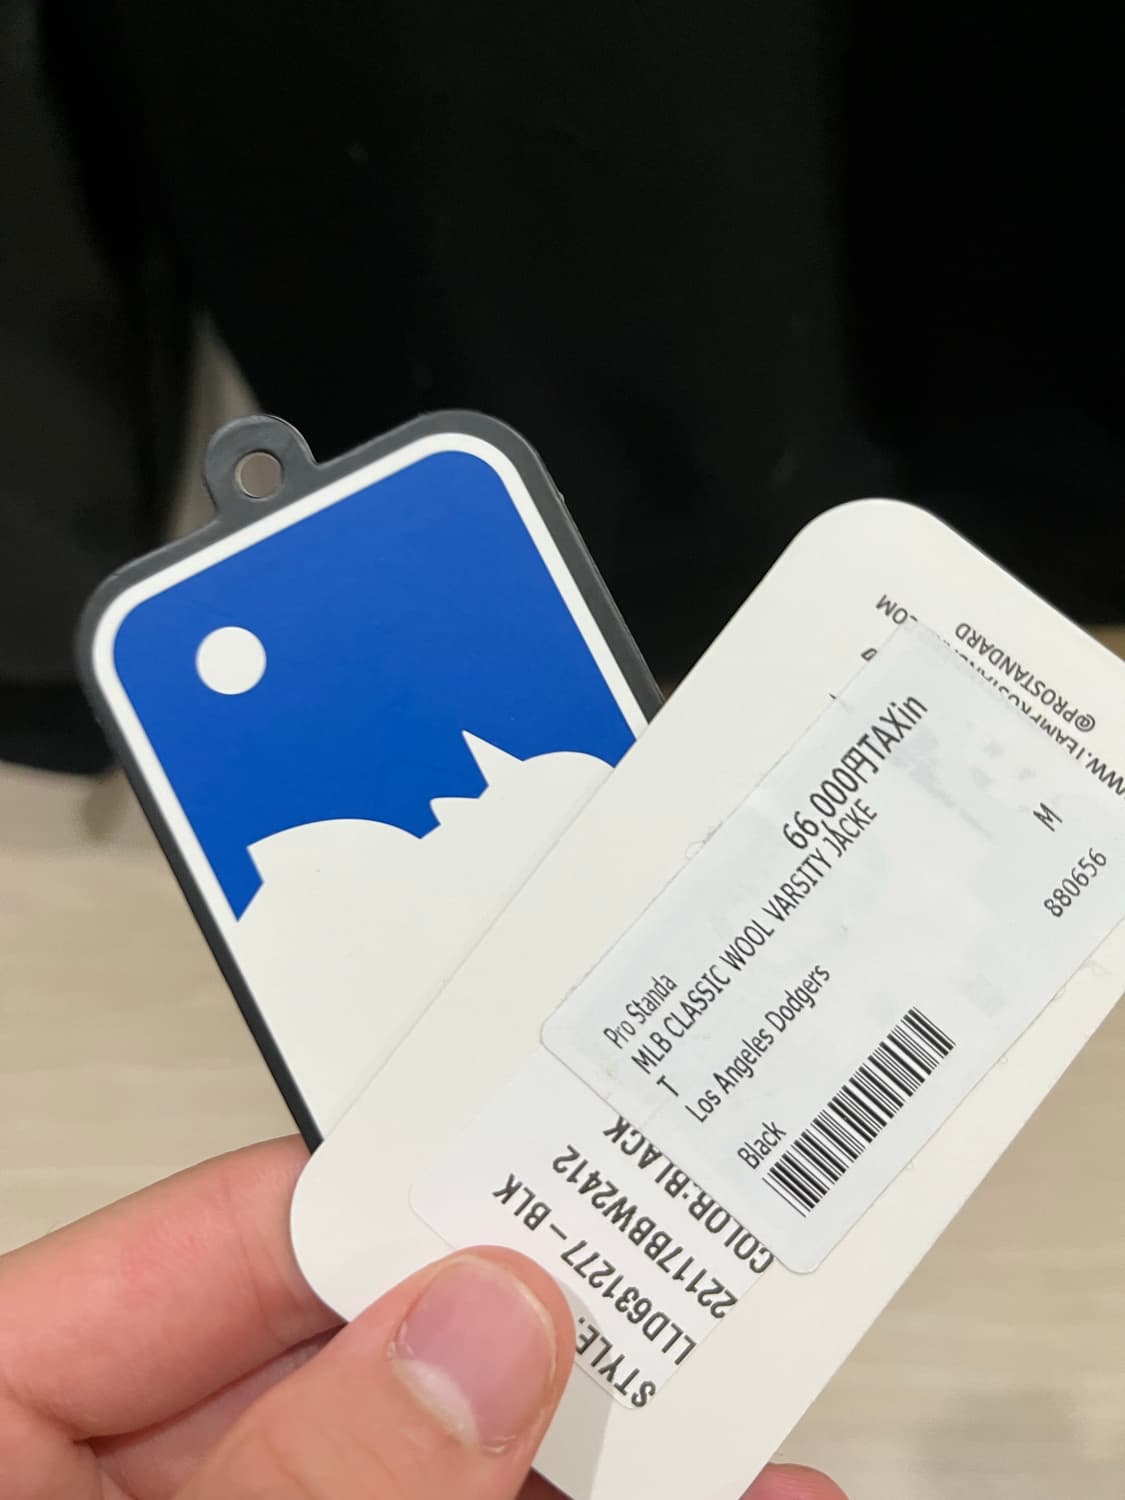 Pro Standa
66,000円TAXin
MLB CLASSIC WOOL VARSITY JACKE
T
Los Angeles Dodgers
M
Black
880656
@PROSTANDARD
STYLE:
LLD631277 – BLK
22117BBW2412
COLOR:BLACK